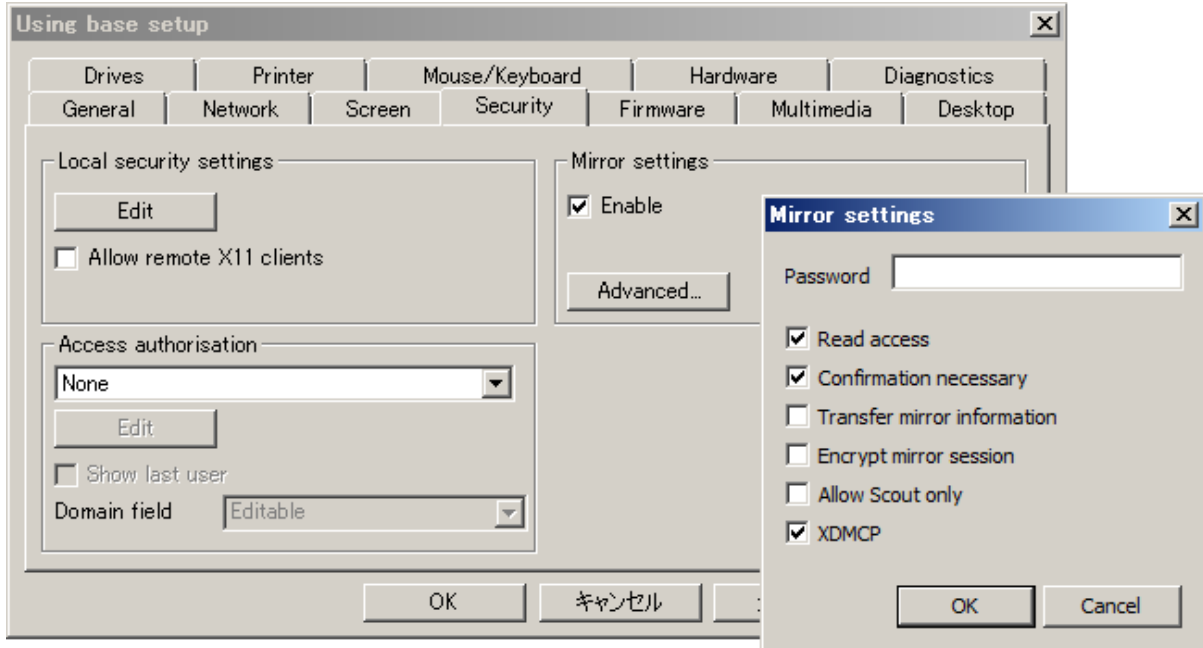 Using base setup
Drives Printer Mouse/Keyboard Hardware Diagnostics
General Network Screen Security Firmware Multimedia Desktop
Local security settings
Edit
Allow remote X11 clients
Access authorisation
None
Edit
Show last user
Domain field Editable
Mirror settings
Enable
Advanced...
OK キャンセル
Mirror settings
Password
Read access
Confirmation necessary
Transfer mirror information
Encrypt mirror session
Allow Scout only
XDMCP
OK Cancel